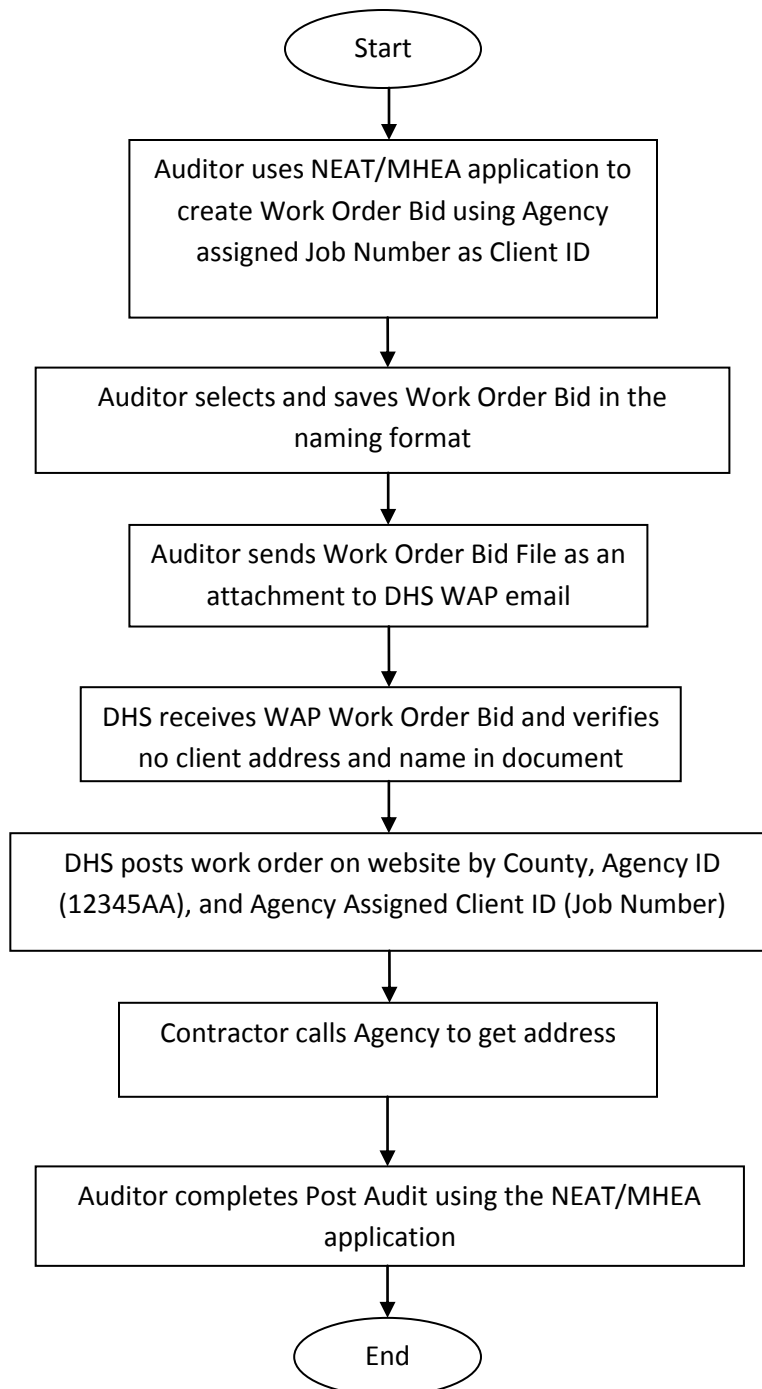 Start
Auditor uses NEAT/MHEA application to
create Work Order Bid using Agency
assigned Job Number as Client ID
Auditor selects and saves Work Order Bid in the
naming format
Auditor sends Work Order Bid File as an
attachment to DHS WAP email
DHS receives WAP Work Order Bid and verifies
no client address and name in document
DHS posts work order on website by County, Agency ID
(12345AA), and Agency Assigned Client ID (Job Number)
Contractor calls Agency to get address
Auditor completes Post Audit using the NEAT/MHEA
application
End